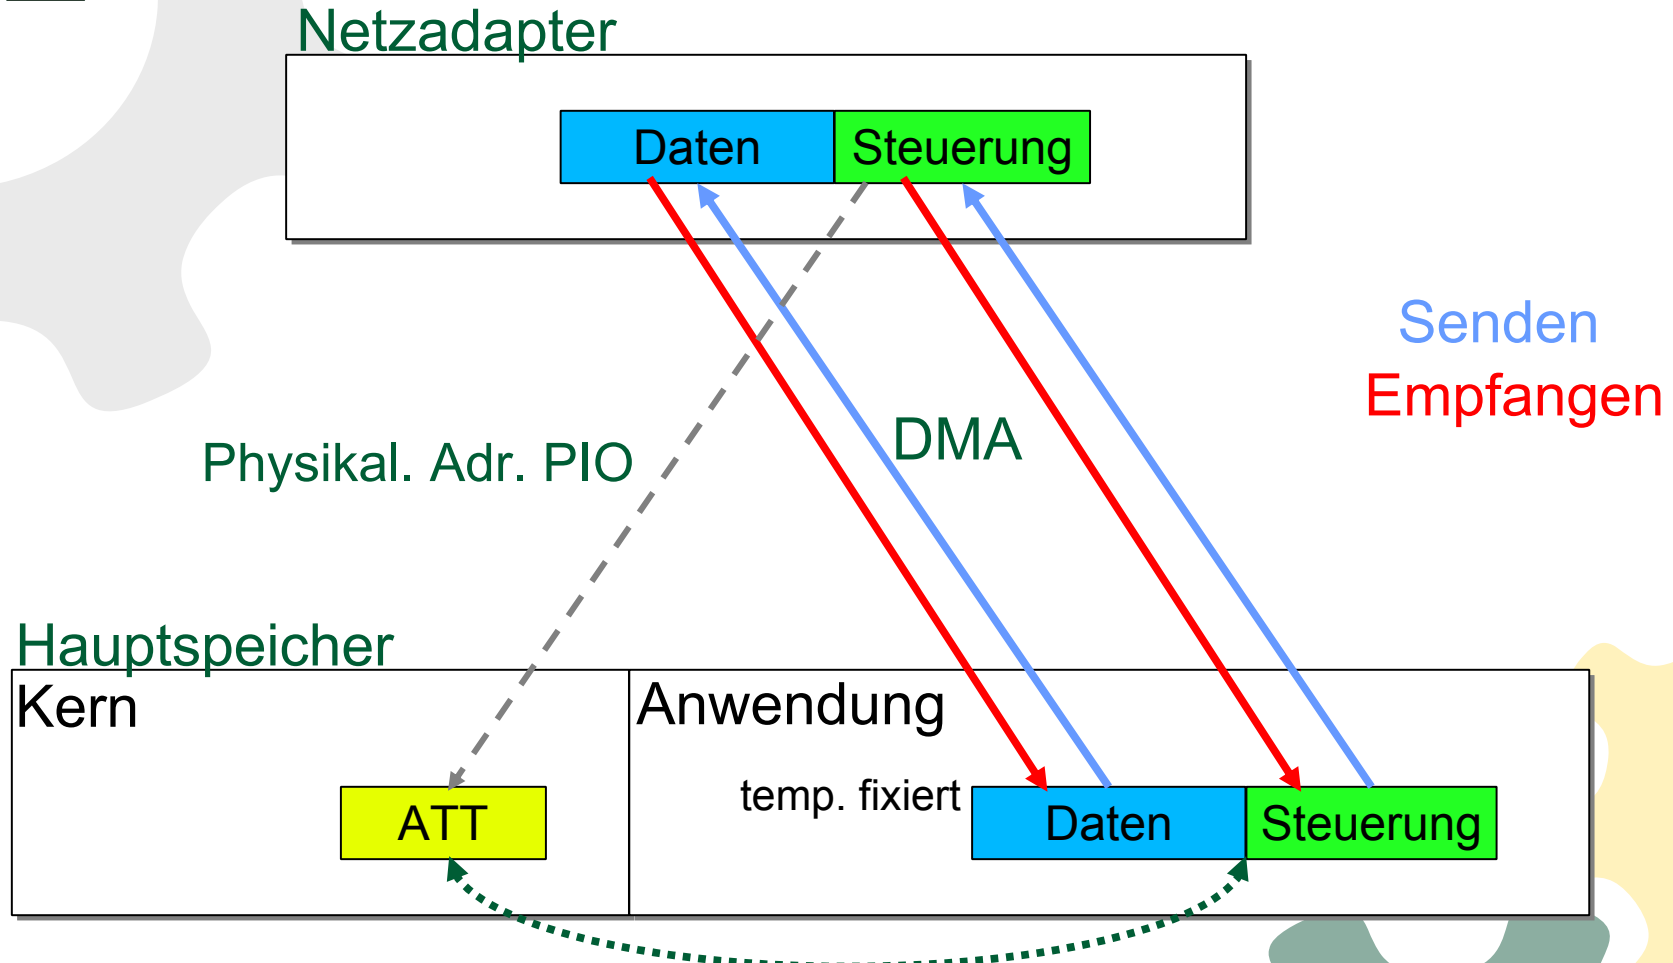 Netzadapter
Daten
Steuerung
Senden
Empfangen
DMA
Physikal. Adr. PIO
Hauptspeicher
Kern
Anwendung
temp. fixiert
ATT
Daten
Steuerung